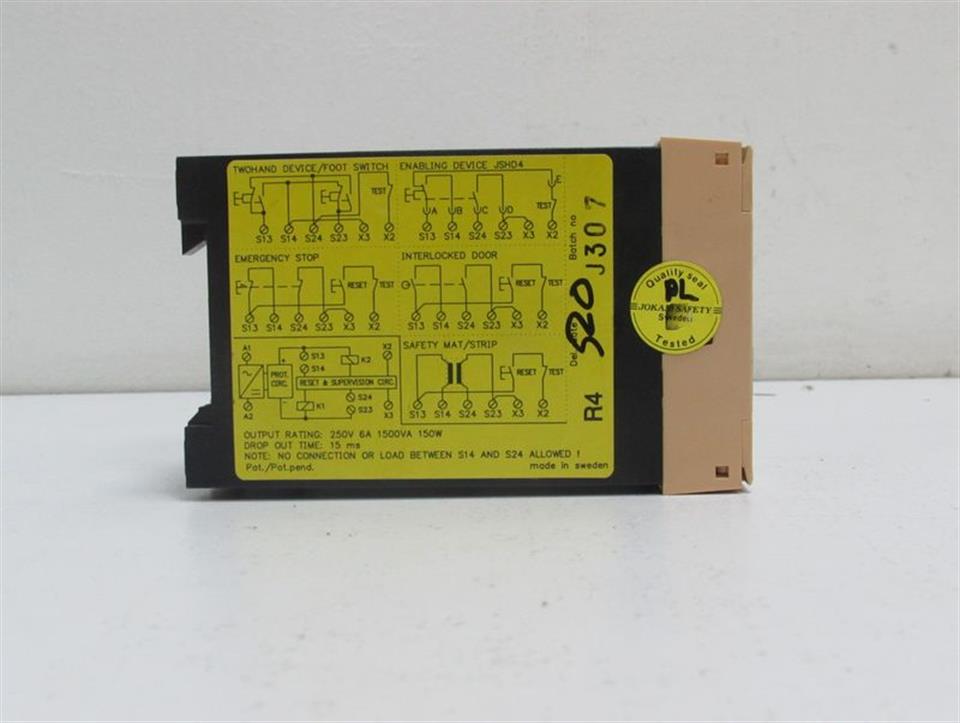 TWOHAND DEVICE/FOOT SWITCH
TEST
S13 S14 S24 S23 X3 X2
ENABLING DEVICE JSHD4
E
TEST
A B C D
S13 S14 S24 S23 X3 X2
EMERGENCY STOP
RESET TEST
S13 S14 S24 S23 X3 X2
INTERLOCKED DOOR
RESET TEST
S13 S14 S24 S23 X3 X2
A1 S13 K2 X2
PROT. CIRC.
S14
RESET & SUPERVISION CIRC.
K1 S24
A2 S23 X3
SAFETY MAT/STRIP
RESET TEST
S13 S14 S24 S23 X3 X2
OUTPUT RATING: 250V 6A 1500VA 150W
DROP OUT TIME: 15 ms
NOTE: NO CONNECTION OR LOAD BETWEEN S14 AND S24 ALLOWED !
Pat./Pat.pend. made in sweden
Batch no J307
S20
R4
Quality seal
PL
JOKAB SAFETY
Sweden
Tested